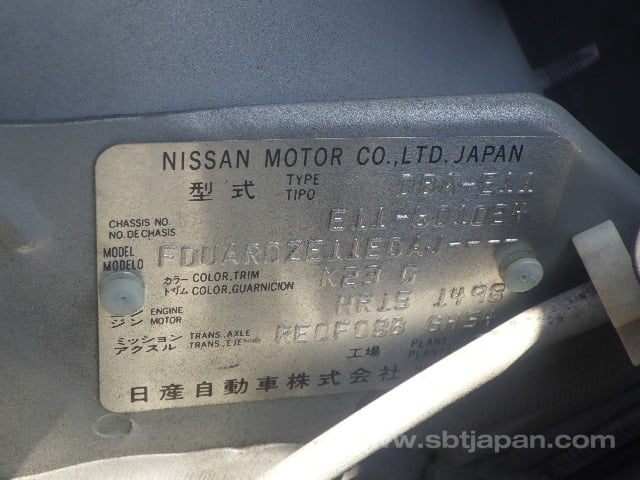 NISSAN MOTOR CO.,LTD. JAPAN
型式 TYPE TIPO DBA-E11
CHASSIS NO. NO.DE CHASIS E11-601034
MODEL MODELO FDUARDZE11EDAJ----
カラー COLOR,TRIM
トリム COLOR,GUARNICION K23 G
ジン ENGINE MOTOR HR15 1498
ミッション TRANS.,AXLE
アクスル TRANS.,EJE RE0F08B GH54
工場 PLANT
日産自動車株式会社
www.sbtjapan.com